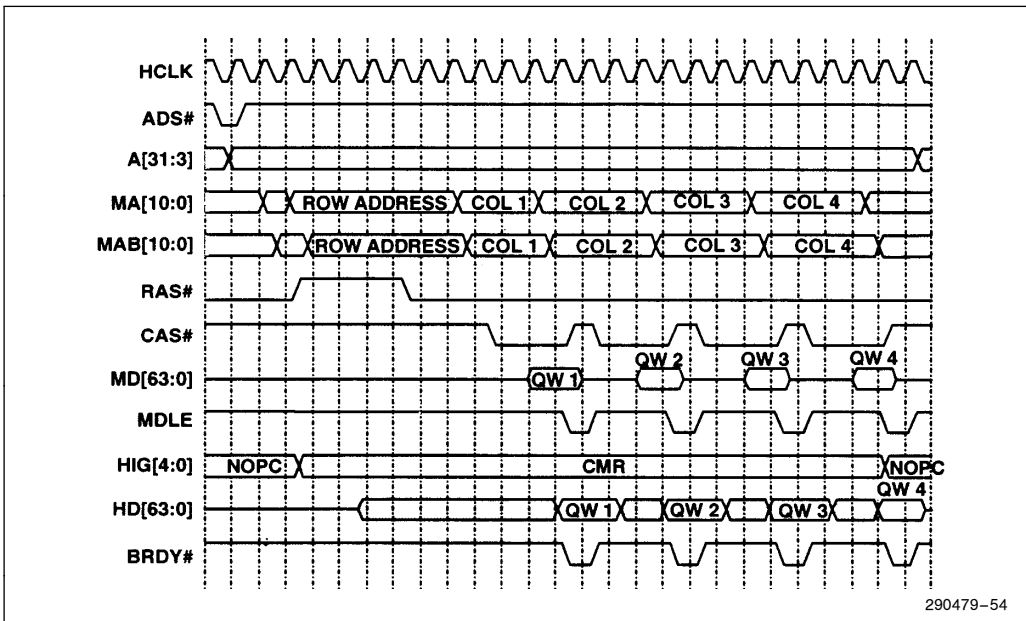 HCLK
ADS#
A[31:3]
MA[10:0] ROW ADDRESS COL 1 COL 2 COL 3 COL 4
MAB[10:0] ROW ADDRESS COL 1 COL 2 COL 3 COL 4
RAS#
CAS#
MD[63:0] QW 1 QW 2 QW 3 QW 4
MDLE
HIG[4:0] NOPC CMR NOPC
HD[63:0] QW 1 QW 2 QW 3 QW 4
BRDY#
290479-54